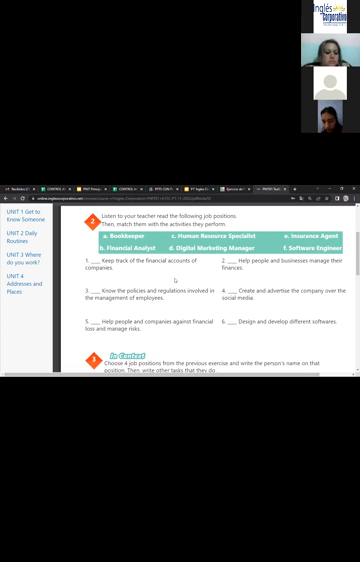 Inglés
Corporativo
UNIT 1 Get to
Know Someone
UNIT 2 Daily
Routines
UNIT 3 Where
do you work?
UNIT 4
Addresses and
Places
2 Listen to your teacher read the following job positions.
Then, match them with the activities they perform.
a. Bookkeeper c. Human Resource Specialist e. Insurance Agent
b. Financial Analyst d. Digital Marketing Manager f. Software Engineer
1. ___ Keep track of the financial accounts of
companies.
2. ___ Help people and businesses manage their
finances.
3. ___ Know the policies and regulations involved in
the management of employees.
4. ___ Create and advertise the company over the
social media.
5. ___ Help people and companies against financial
loss and manage risks.
6. ___ Design and develop different softwares.
3 In Context
Choose 4 job positions from the previous exercise and write the person's name on that
position. Then, write other tasks that they do